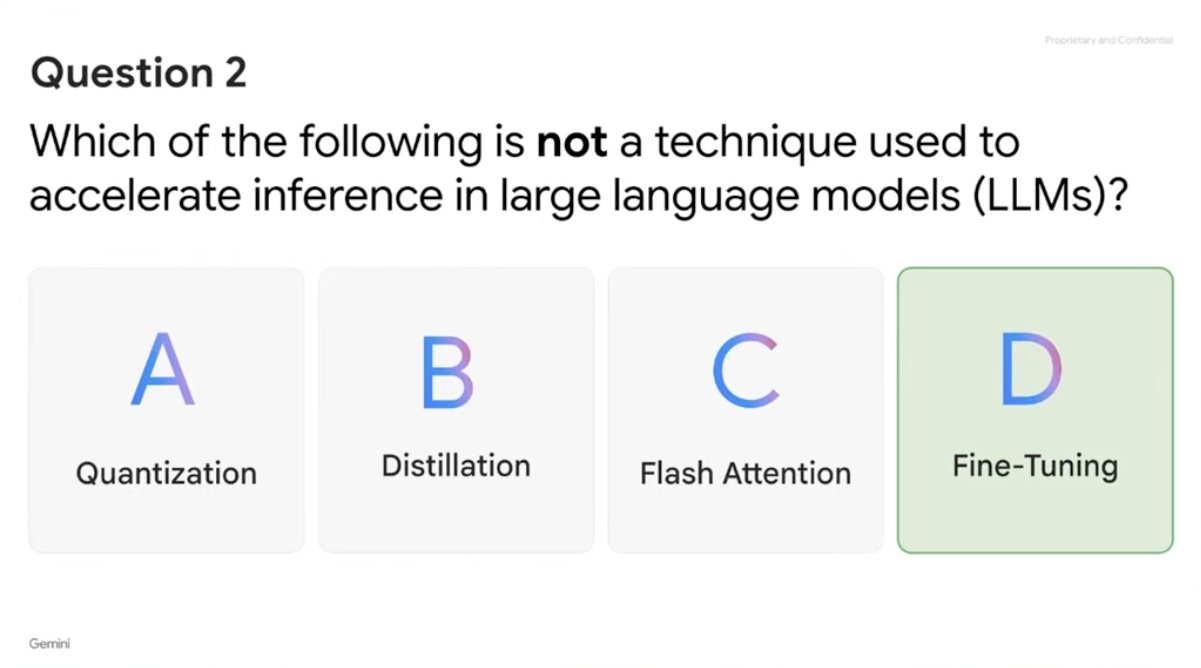 Proprietary and Confidential
Question 2
Which of the following is not a technique used to
accelerate inference in large language models (LLMs)?
A
Quantization
B
Distillation
C
Flash Attention
D
Fine-Tuning
Gemini